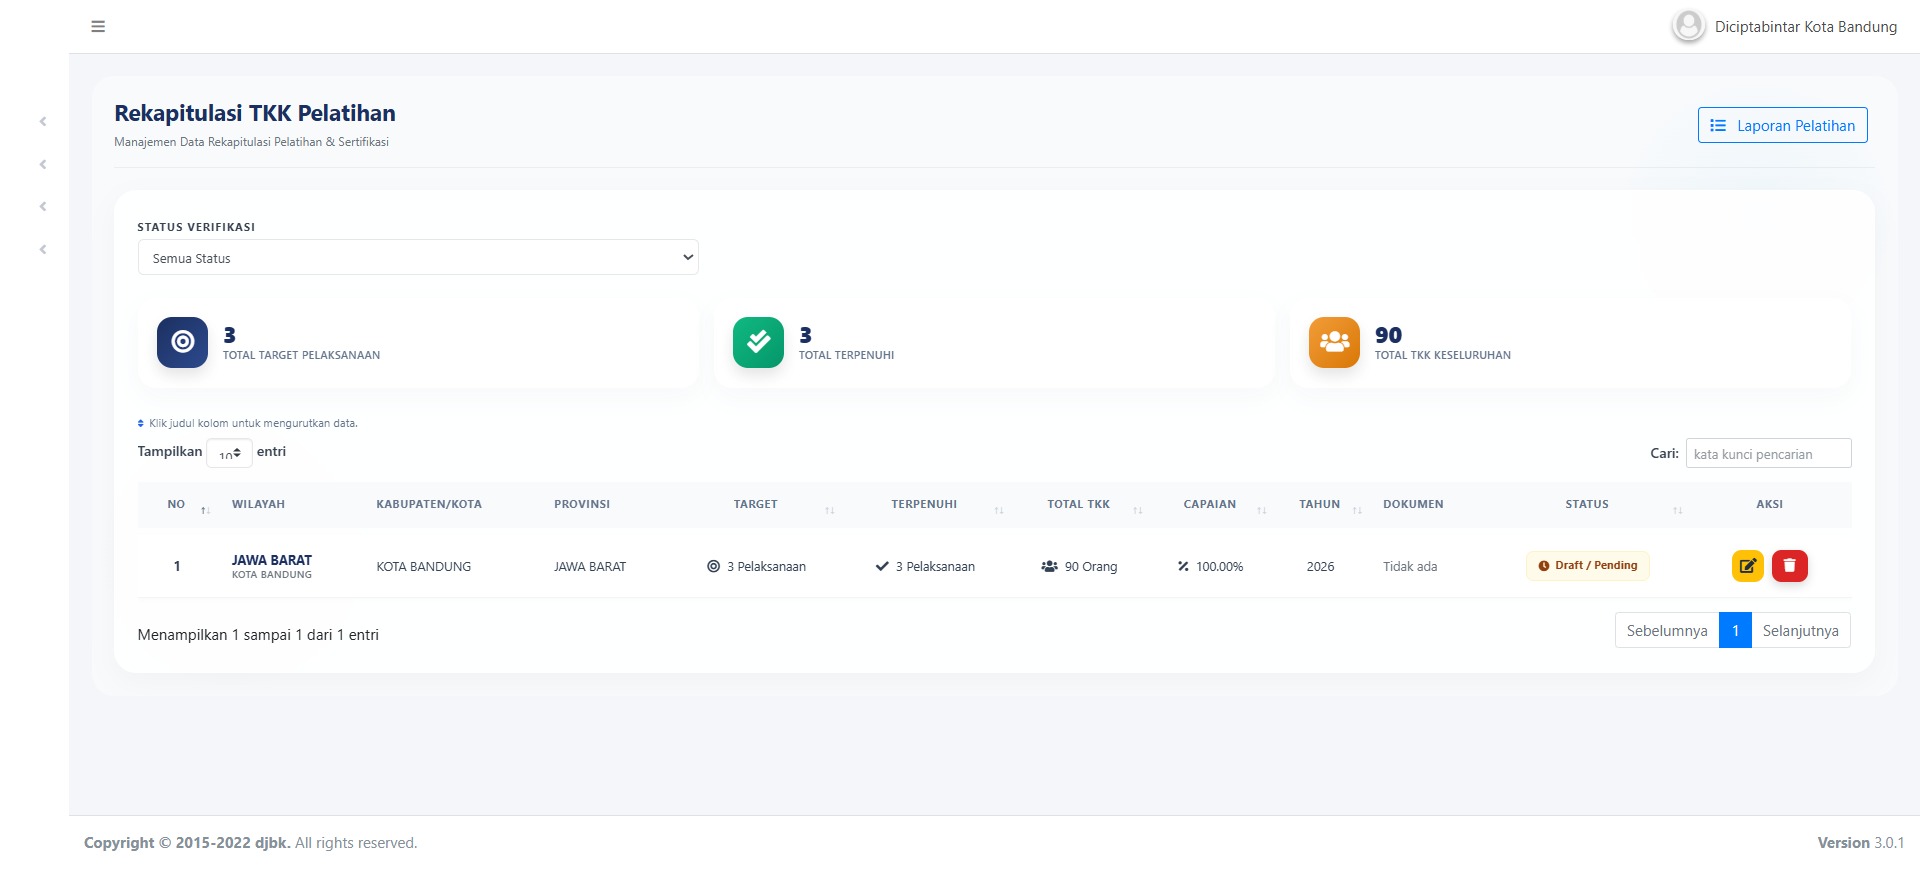 Diciptabintar Kota Bandung
Rekapitulasi TKK Pelatihan
Manajemen Data Rekapitulasi Pelatihan & Sertifikasi
Laporan Pelatihan
STATUS VERIFIKASI
Semua Status
3
TOTAL TARGET PELAKSANAAN
3
TOTAL TERPENUHI
90
TOTAL TKK KESELURUHAN
Klik judul kolom untuk mengurutkan data.
Tampilkan 10 entri
Cari: kata kunci pencarian
NO WILAYAH KABUPATEN/KOTA PROVINSI TARGET TERPENUHI TOTAL TKK CAPAIAN TAHUN DOKUMEN STATUS AKSI
1 JAWA BARAT KOTA BANDUNG JAWA BARAT 3 Pelaksanaan 3 Pelaksanaan 90 Orang 100.00% 2026 Tidak ada Draft / Pending
KOTA BANDUNG
Menampilkan 1 sampai 1 dari 1 entri
Sebelumnya 1 Selanjutnya
Copyright © 2015-2022 djbk. All rights reserved.
Version 3.0.1